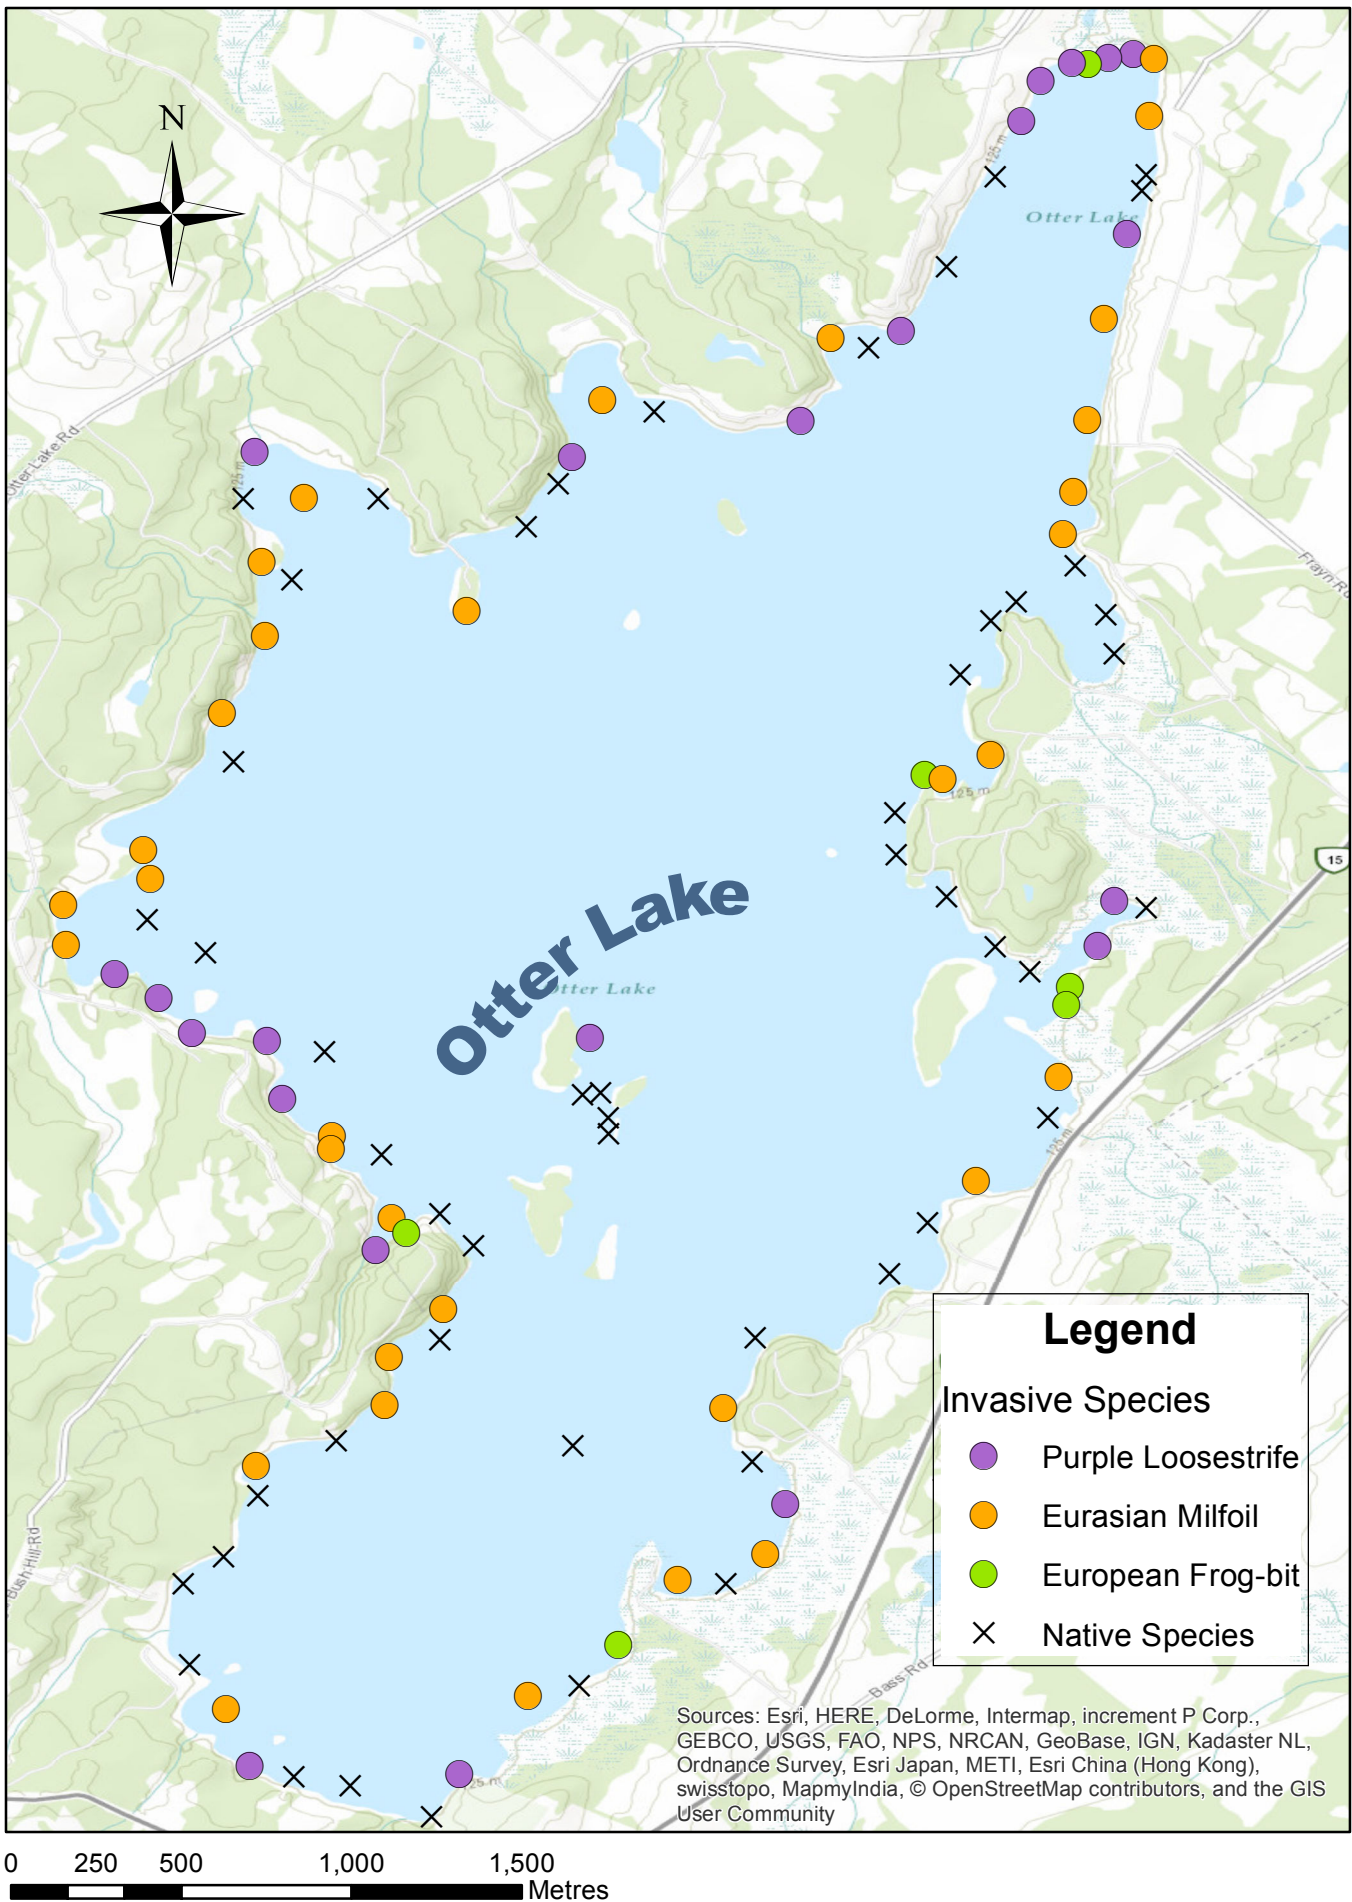 N
125 m
Otter Lake
Otter Lake Rd
125 m
Frayn Rd
125 m
15
Otter Lake
Otter Lake
125 m
Legend
Invasive Species
Purple Loosestrife
Eurasian Milfoil
European Frog-bit
Native Species
Bush Hill Rd
Bass Rd
Sources: Esri, HERE, DeLorme, Intermap, increment P Corp.,
GEBCO, USGS, FAO, NPS, NRCAN, GeoBase, IGN, Kadaster NL,
Ordnance Survey, Esri Japan, METI, Esri China (Hong Kong),
swisstopo, MapmyIndia, © OpenStreetMap contributors, and the GIS
User Community
25 m
0 250 500 1,000 1,500
Metres